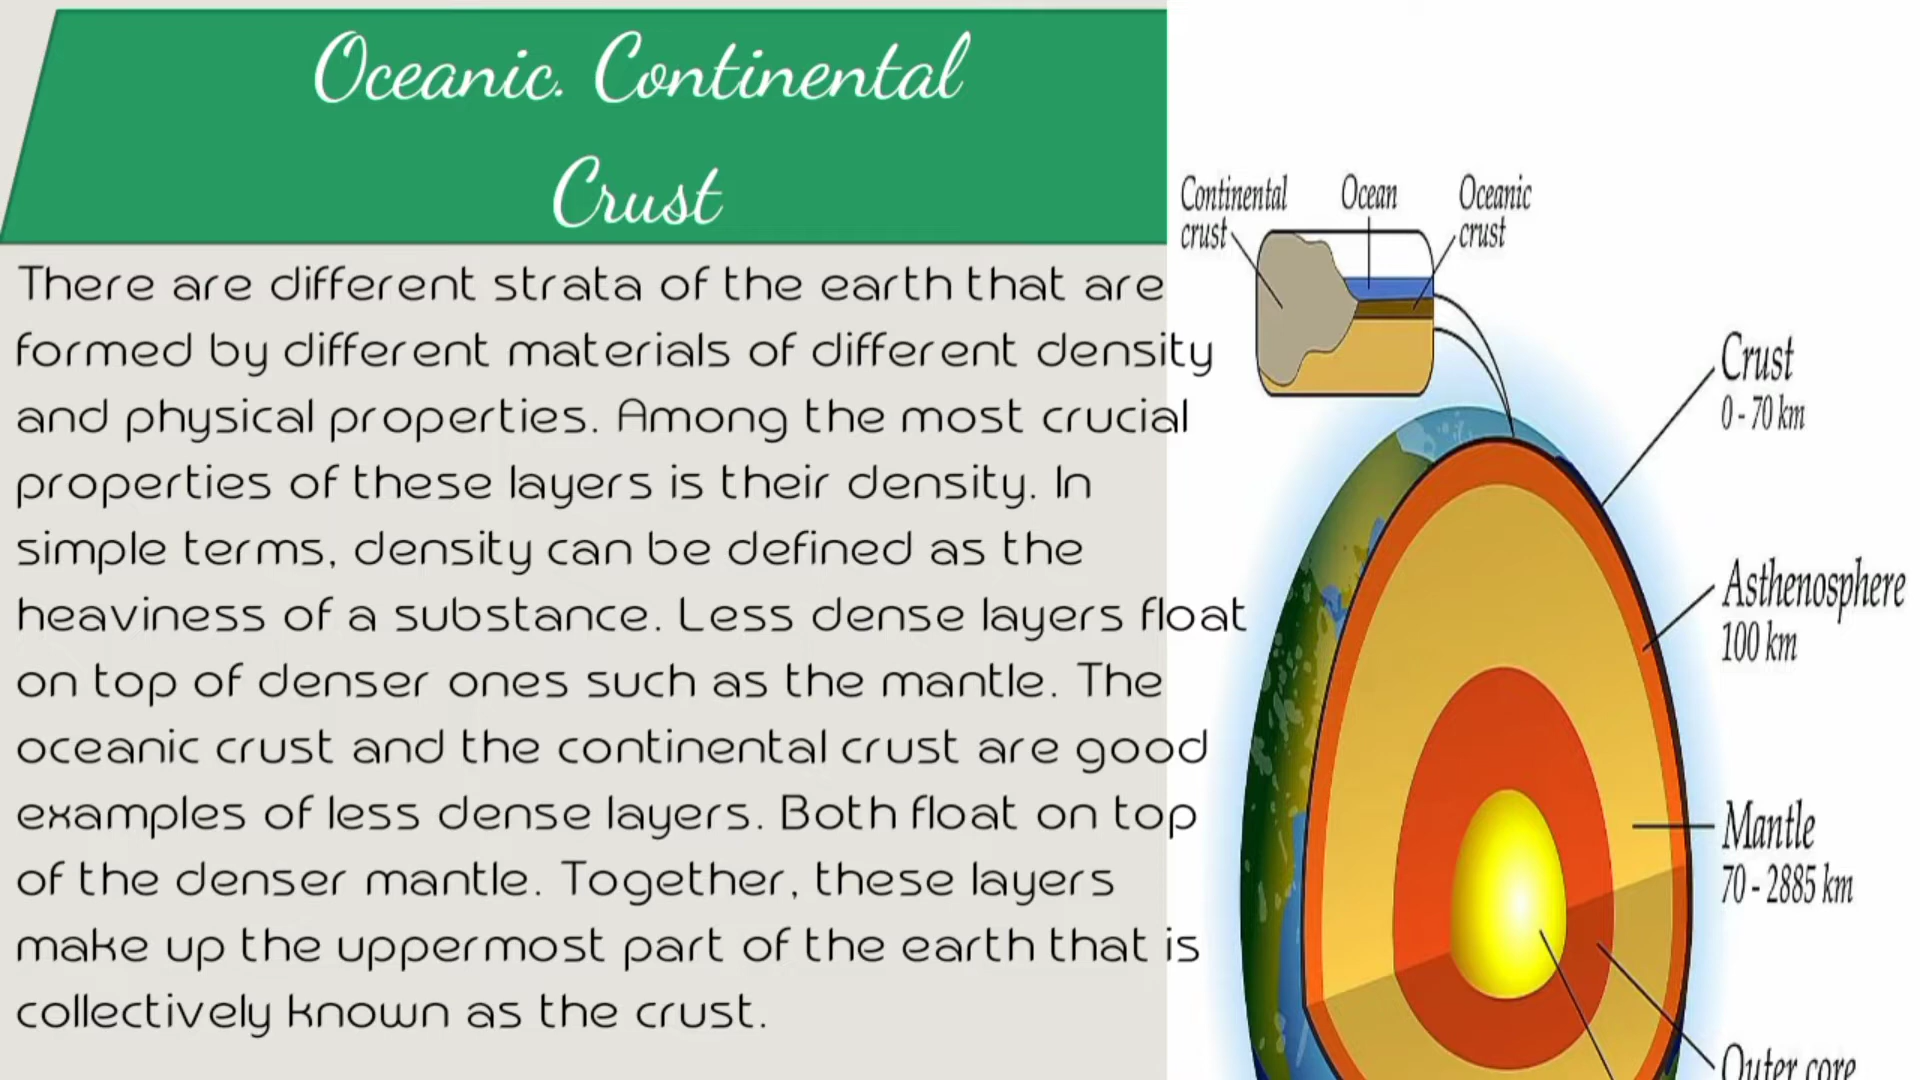 Oceanic. Continental
Crust
There are different strata of the earth that are
formed by different materials of different density
and physical properties. Among the most crucial
properties of these layers is their density. In
simple terms, density can be defined as the
heaviness of a substance. Less dense layers float
on top of denser ones such as the mantle. The
oceanic crust and the continental crust are good
examples of less dense layers. Both float on top
of the denser mantle. Together, these layers
make up the uppermost part of the earth that is
collectively known as the crust.
Continental
crust
Ocean
Oceanic
crust
Crust
0 - 70 km
Asthenosphere
100 km
Mantle
70 - 2885 km
Outer core